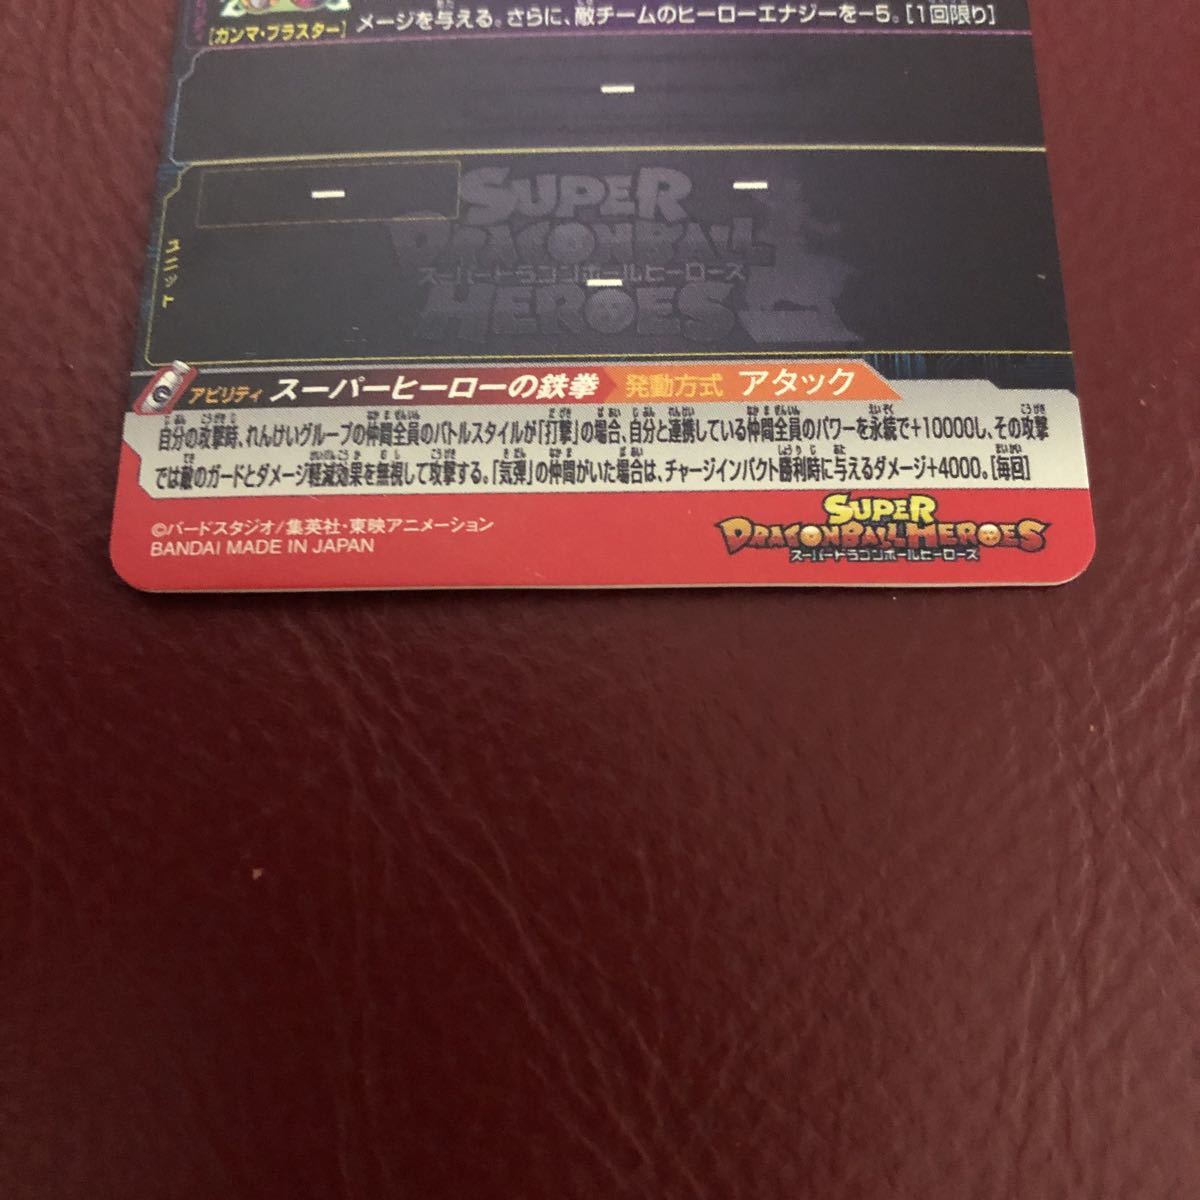 メージを与える。さらに、敵チームのヒーローエナジーを-5。[1回限り]
[ガンマ・ブラスター]
ー
ー
ー
ー
ユニット
SUPER
DRAGONBALL
スーパードラゴンボールヒーローズ
HEROES
アビリティ スーパーヒーローの鉄拳 発動方式 アタック
自分の攻撃時、れんけいグループの仲間全員のバトルスタイルが「打撃」の場合、自分と連携している仲間全員のパワーを永続で+10000し、その攻撃
では敵のガードとダメージ軽減効果を無視して攻撃する。「気弾」の仲間がいた場合は、チャージインパクト勝利時に与えるダメージ+4000。[毎回]
©バードスタジオ/集英社・東映アニメーション
BANDAI MADE IN JAPAN
SUPER
DRAGONBALL HEROES
スーパードラゴンボールヒーローズ